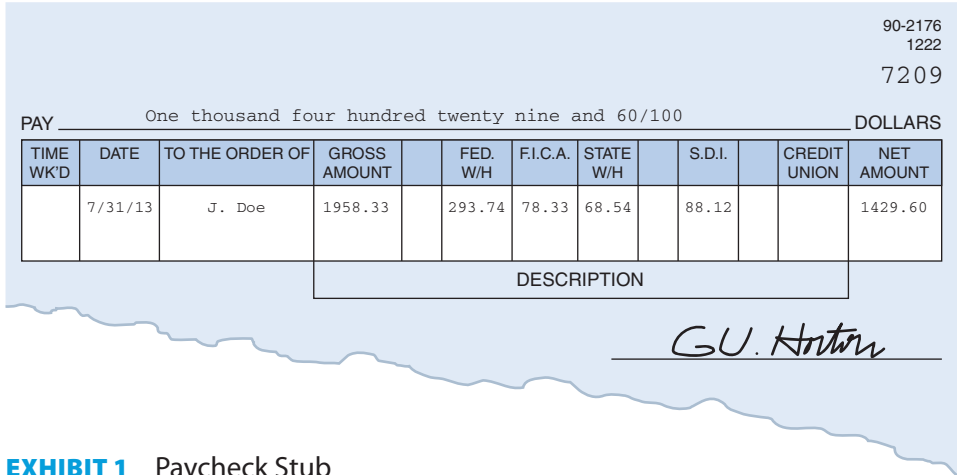 90-2176
1222
7209
PAY One thousand four hundred twenty nine and 60/100 DOLLARS
TIME WK'D DATE TO THE ORDER OF GROSS AMOUNT FED. W/H F.I.C.A. STATE W/H S.D.I. CREDIT UNION NET AMOUNT
7/31/13 J. Doe 1958.33 293.74 78.33 68.54 88.12 1429.60
DESCRIPTION
G.U. Horton
EXHIBIT 1 Paycheck Stub